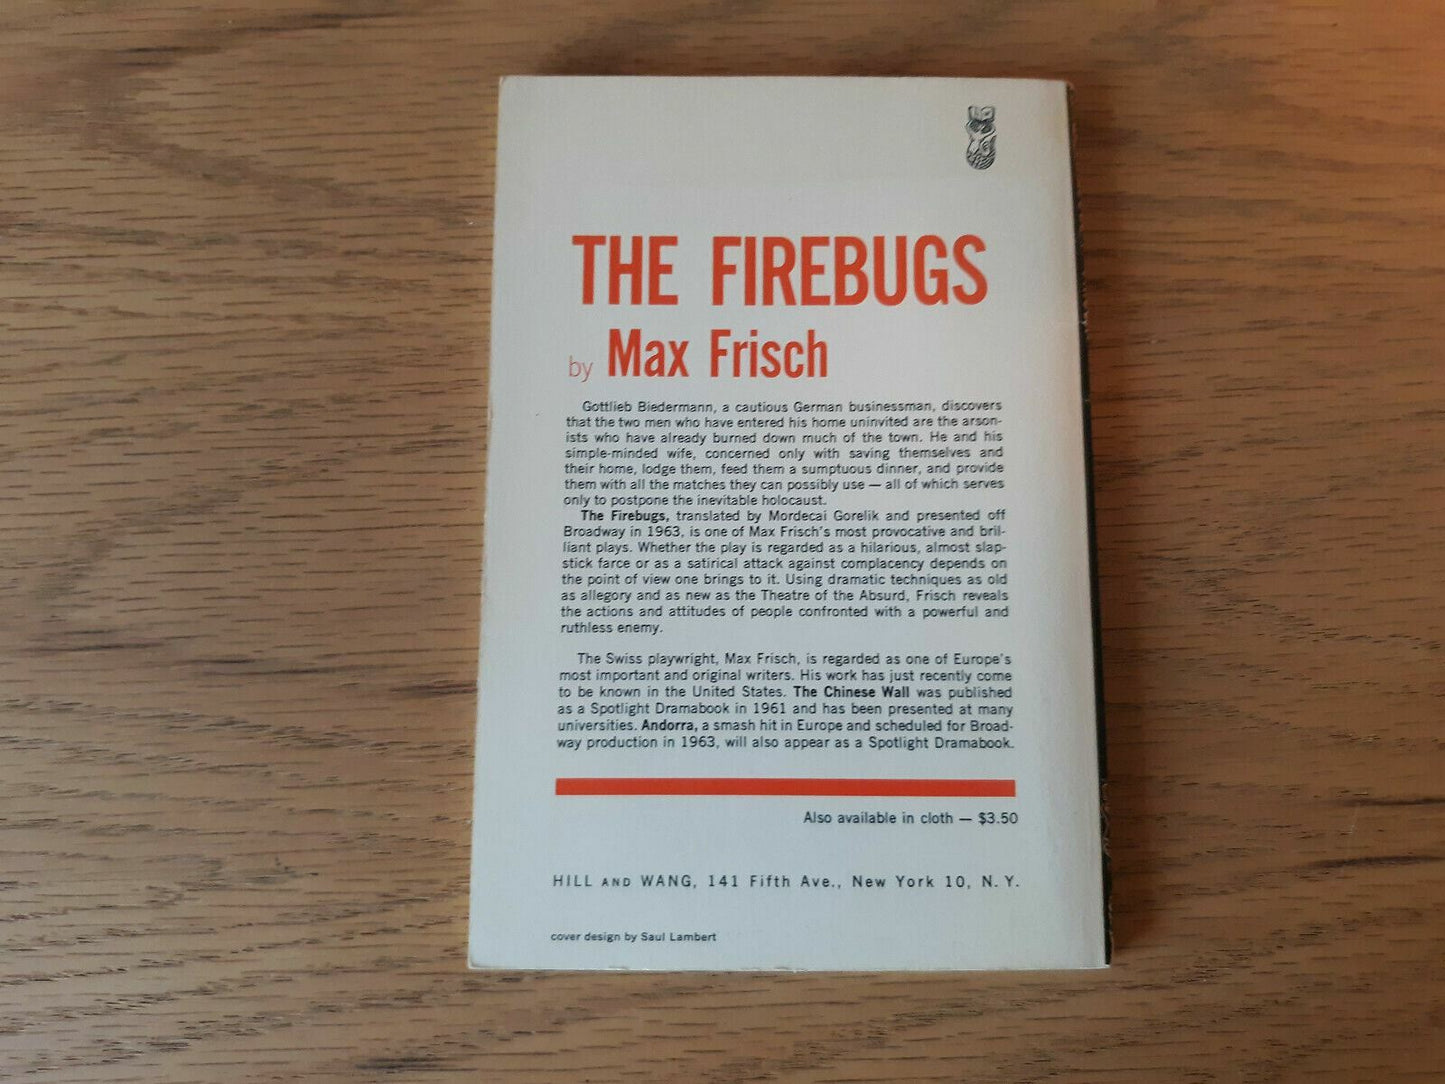 THE FIREBUGS
by Max Frisch
Gottlieb Biedermann, a cautious German businessman, discovers
that the two men who have entered his home uninvited are the arson-
ists who have already burned down much of the town. He and his
simple-minded wife, concerned only with saving themselves and
their home, lodge them, feed them a sumptuous dinner, and provide
them with all the matches they can possibly use — all of which serves
only to postpone the inevitable holocaust.
The Firebugs, translated by Mordecai Gorelik and presented off
Broadway in 1963, is one of Max Frisch's most provocative and bril-
liant plays. Whether the play is regarded as a hilarious, almost slap-
stick farce or as a satirical attack against complacency depends on
the point of view one brings to it. Using dramatic techniques as old
as allegory and as new as the Theatre of the Absurd, Frisch reveals
the actions and attitudes of people confronted with a powerful and
ruthless enemy.
The Swiss playwright, Max Frisch, is regarded as one of Europe's
most important and original writers. His work has just recently come
to be known in the United States. The Chinese Wall was published
as a Spotlight Dramabook in 1961 and has been presented at many
universities. Andorra, a smash hit in Europe and scheduled for Broad-
way production in 1963, will also appear as a Spotlight Dramabook.
Also available in cloth — $3.50
HILL AND WANG, 141 Fifth Ave., New York 10, N. Y.
cover design by Saul Lambert